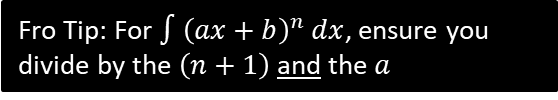 Fro Tip: For ∫ (ax + b)ⁿ dx, ensure you
divide by the (n + 1) and the a